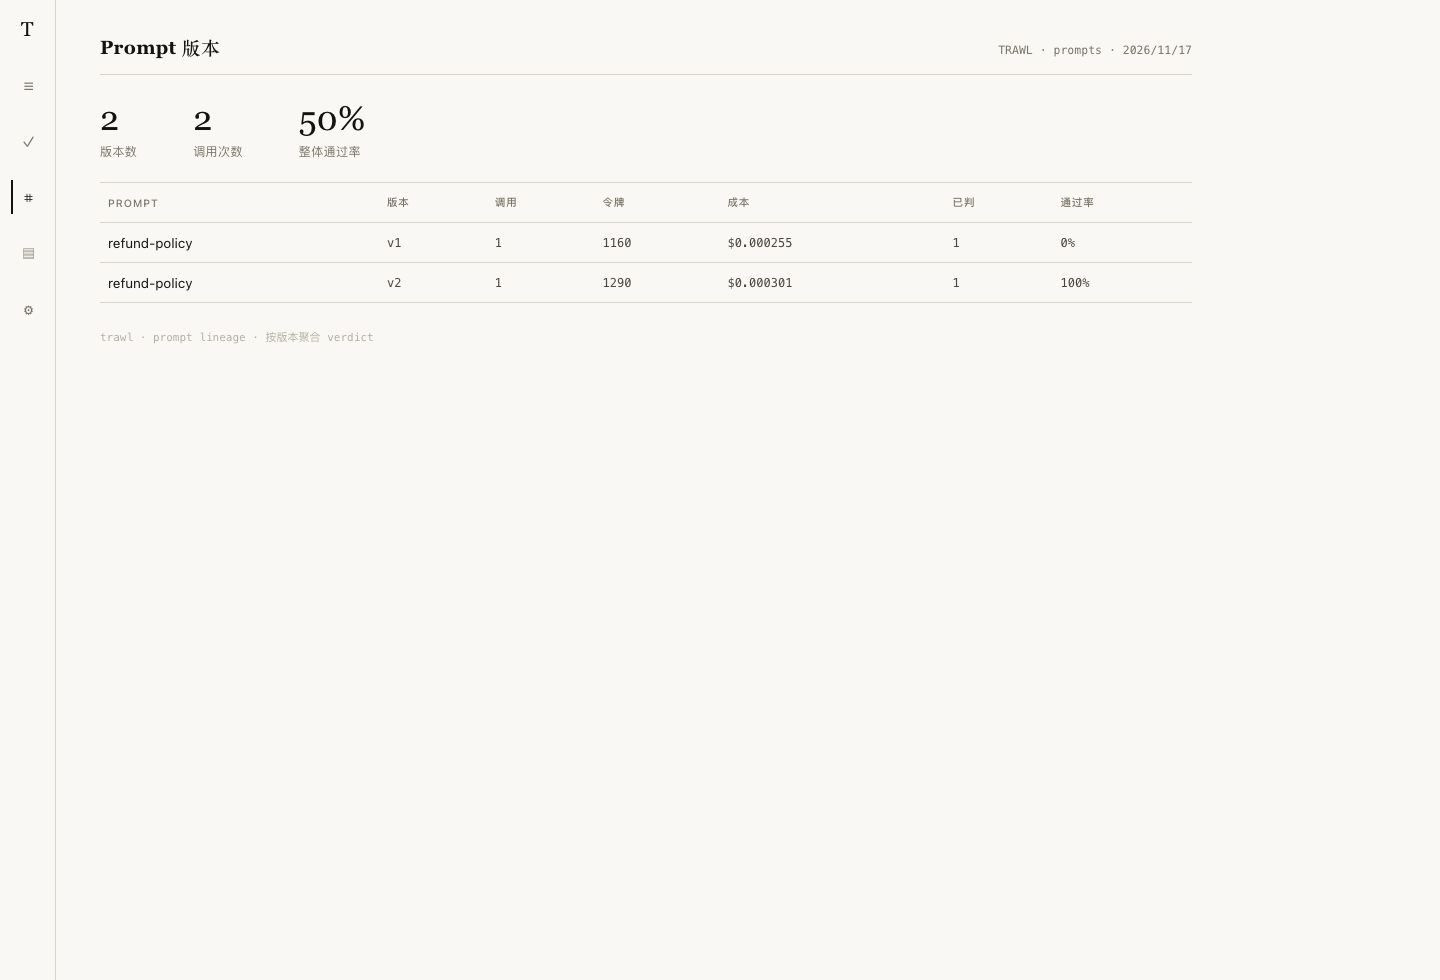 T
Prompt 版本
TRAWL · prompts · 2026/11/17
2 2 50%
版本数 调用次数 整体通过率
PROMPT 版本 调用 令牌 成本 已判 通过率
refund-policy v1 1 1160 $0.000255 1 0%
refund-policy v2 1 1290 $0.000301 1 100%
trawl · prompt lineage · 按版本聚合 verdict